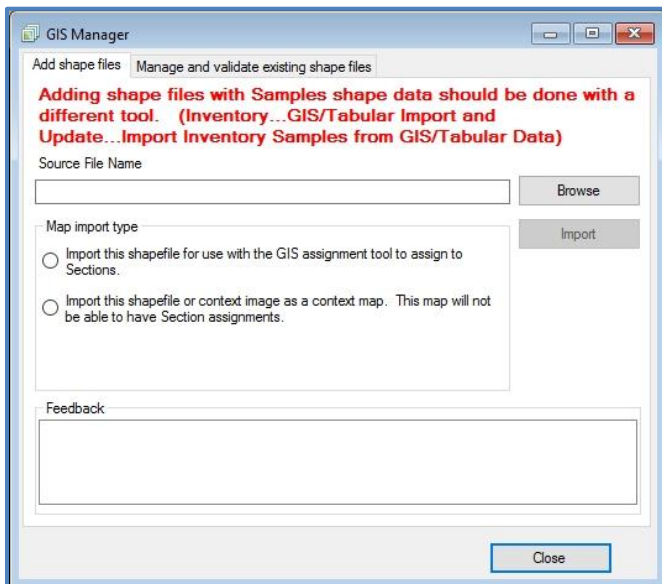 GIS Manager
Add shape files
Manage and validate existing shape files
Adding shape files with Samples shape data should be done with a
different tool. (Inventory...GIS/Tabular Import and
Update...Import Inventory Samples from GIS/Tabular Data)
Source File Name
Browse
Map import type
Import
Import this shapefile for use with the GIS assignment tool to assign to
Sections.
Import this shapefile or context image as a context map. This map will not
be able to have Section assignments.
Feedback
Close